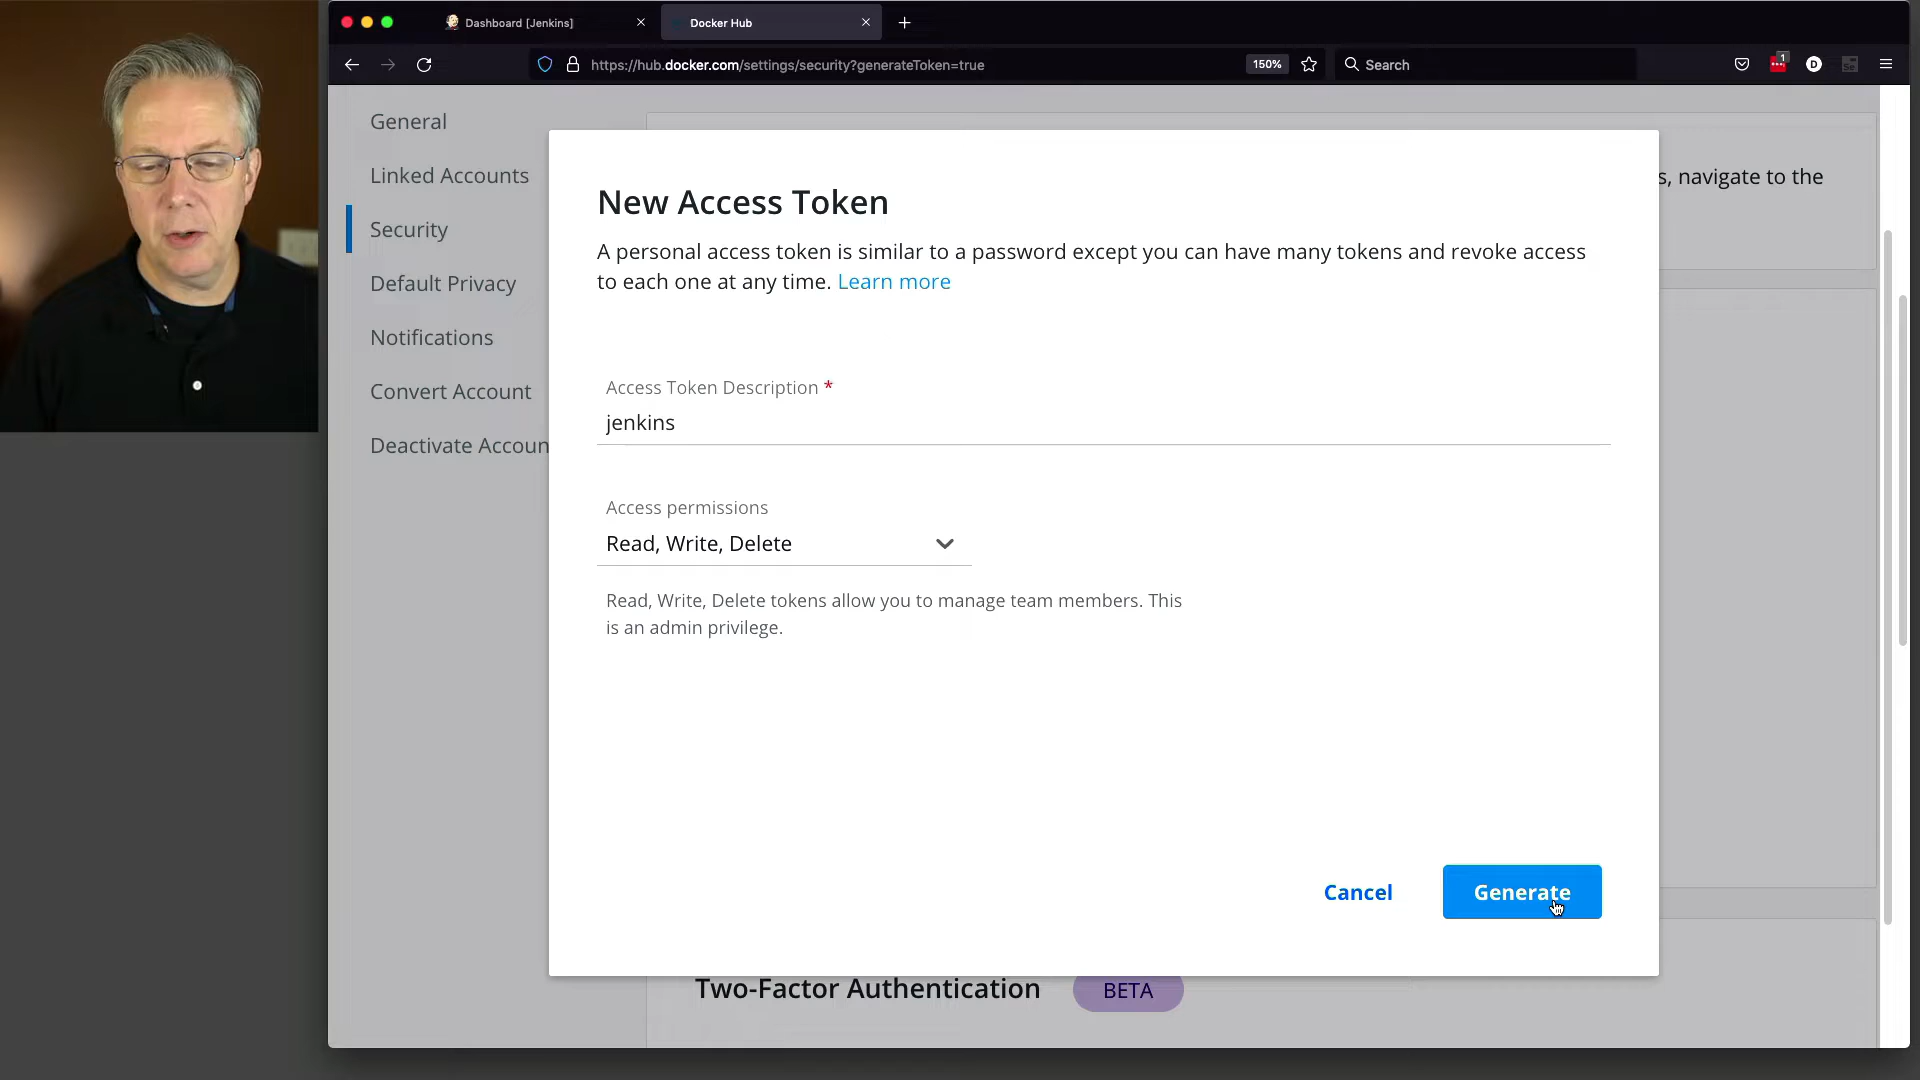 Dashboard [Jenkins]
Docker Hub
https://hub.docker.com/settings/security?generateToken=true
150%
Search
1
D
General
Linked Accounts
Security
Default Privacy
Notifications
Convert Account
Deactivate Accoun
s, navigate to the
New Access Token
A personal access token is similar to a password except you can have many tokens and revoke access
to each one at any time. Learn more
Access Token Description *
jenkins
Access permissions
Read, Write, Delete
Read, Write, Delete tokens allow you to manage team members. This
is an admin privilege.
Cancel
Generate
Two-Factor Authentication
BETA